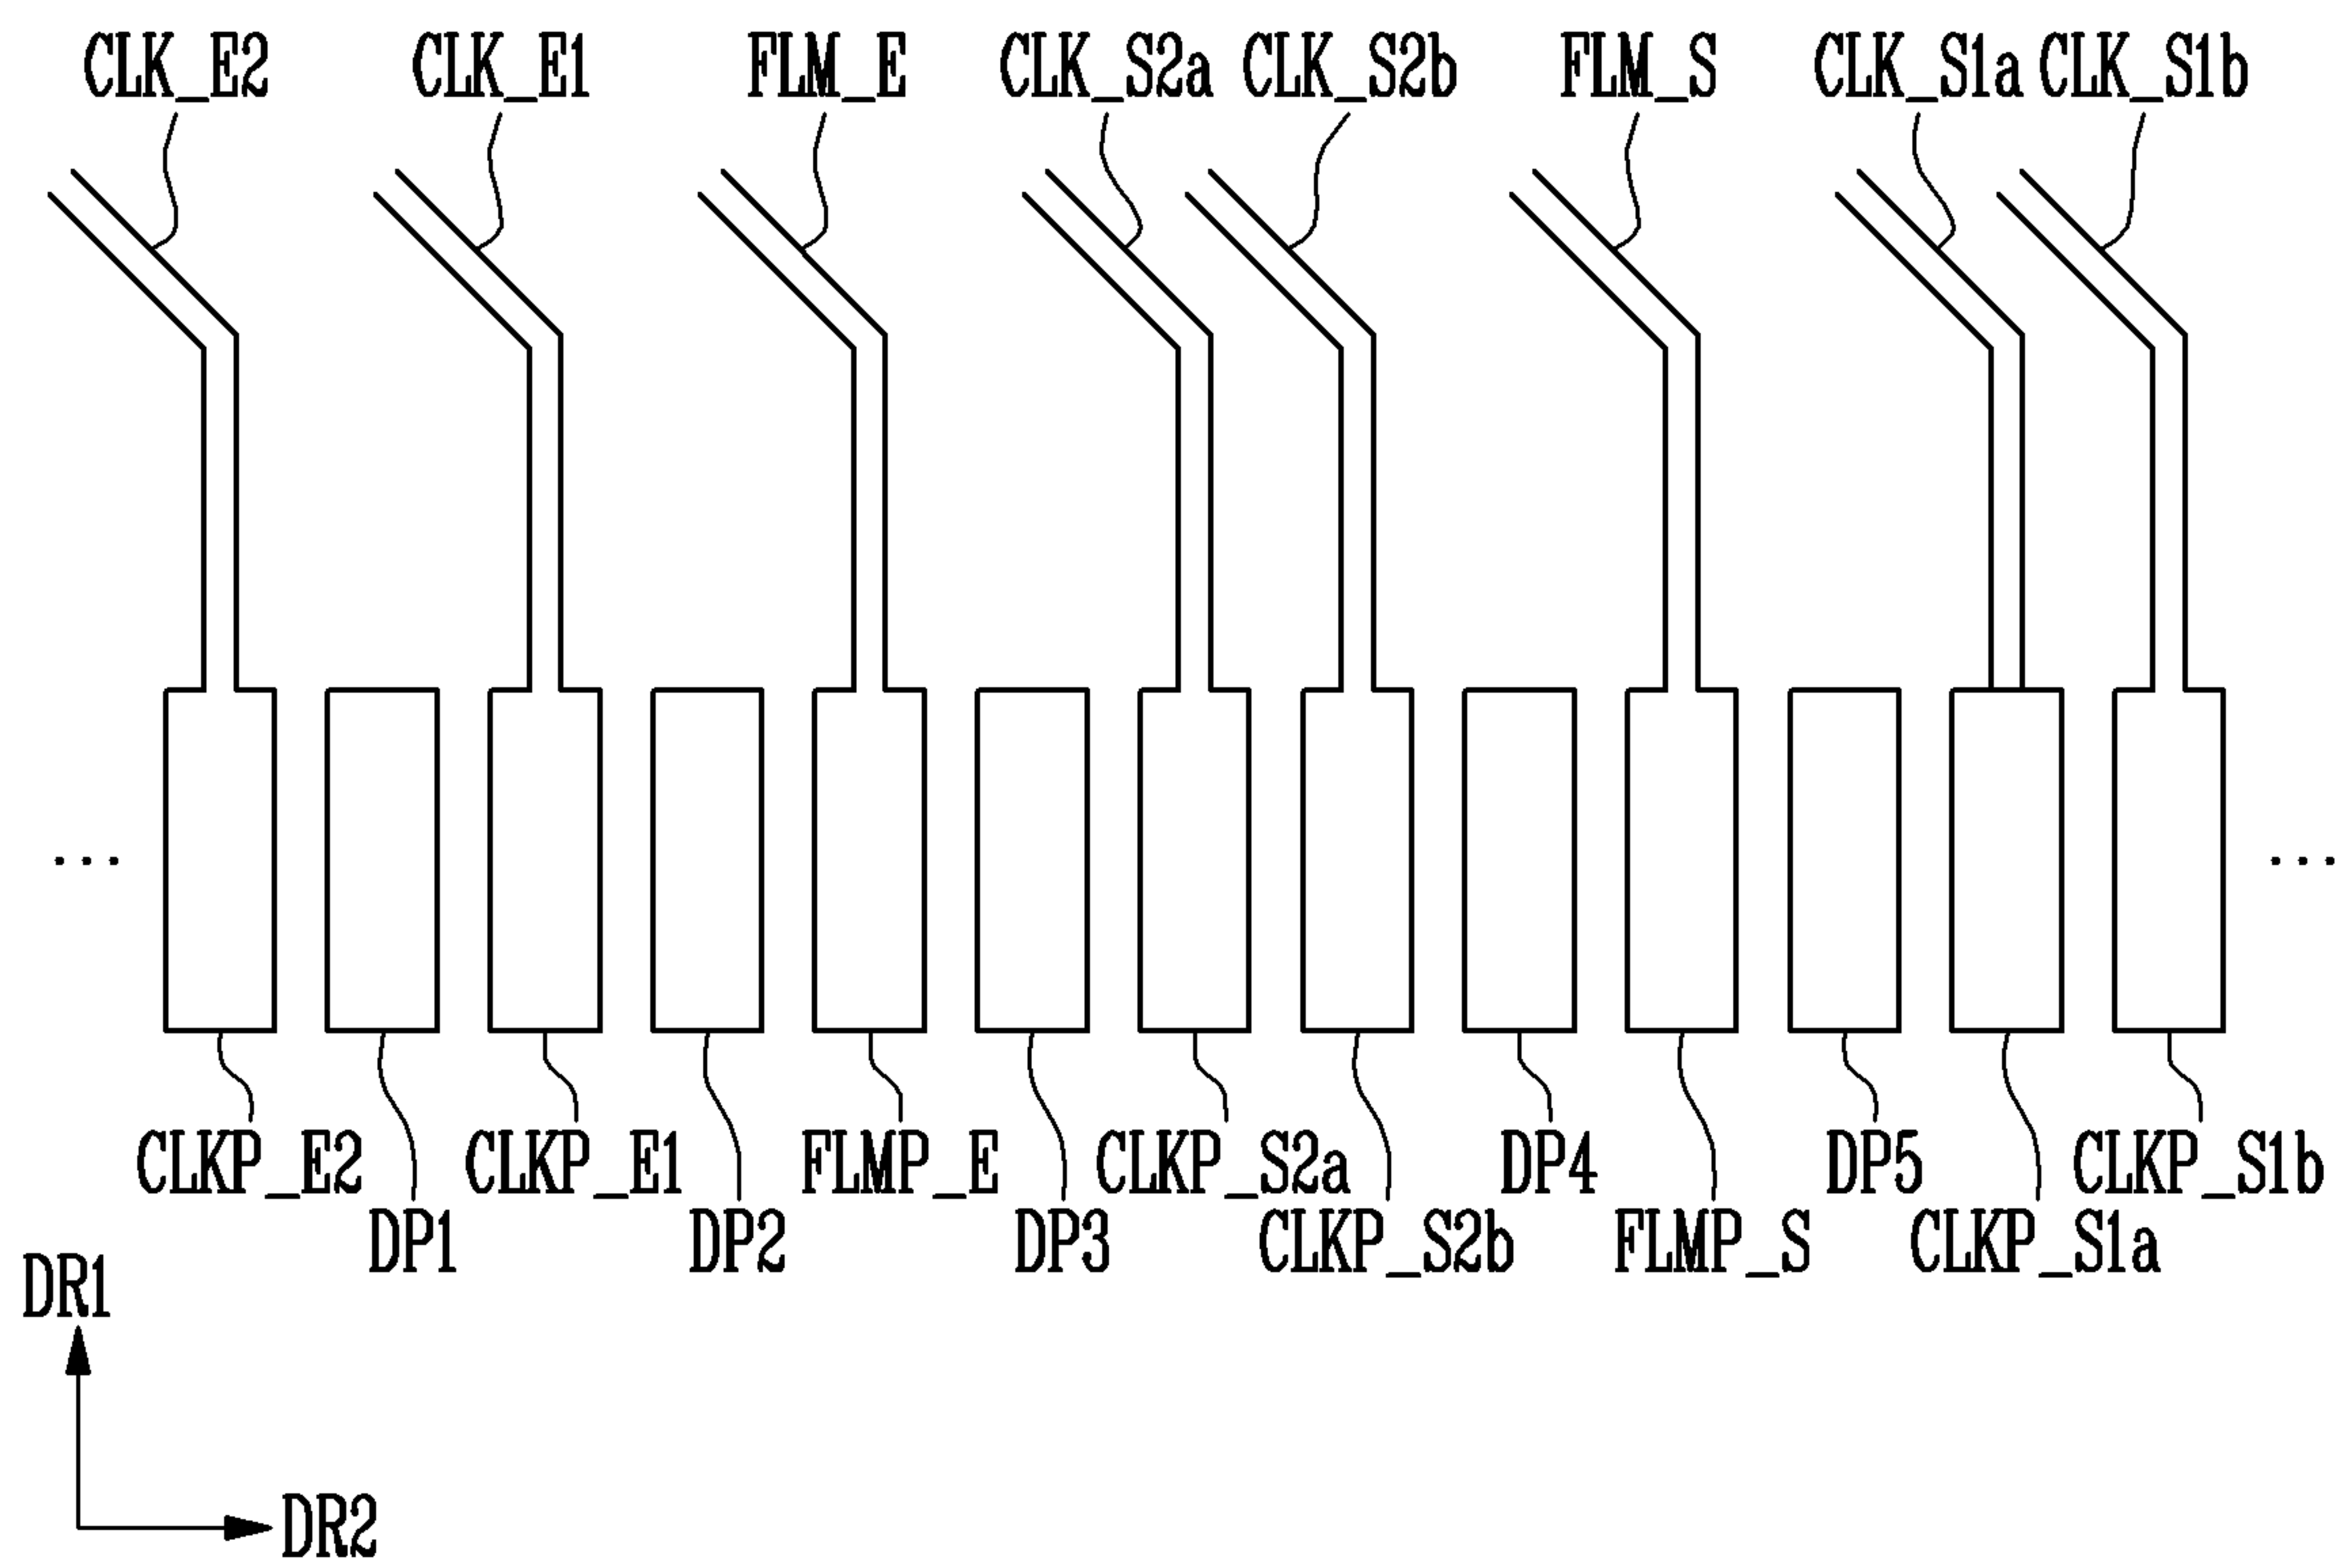 CLK_E2 CLK_E1 FLM_E CLK_S2a CLK_S2b FLM_S CLK_S1a CLK_S1b
... ...
CLKP_E2 CLKP_E1 FLMP_E CLKP_S2a DP4 DP5 CLKP_S1b
DP1 DP2 DP3 CLKP_S2b FLMP_S CLKP_S1a
DR1
DR2